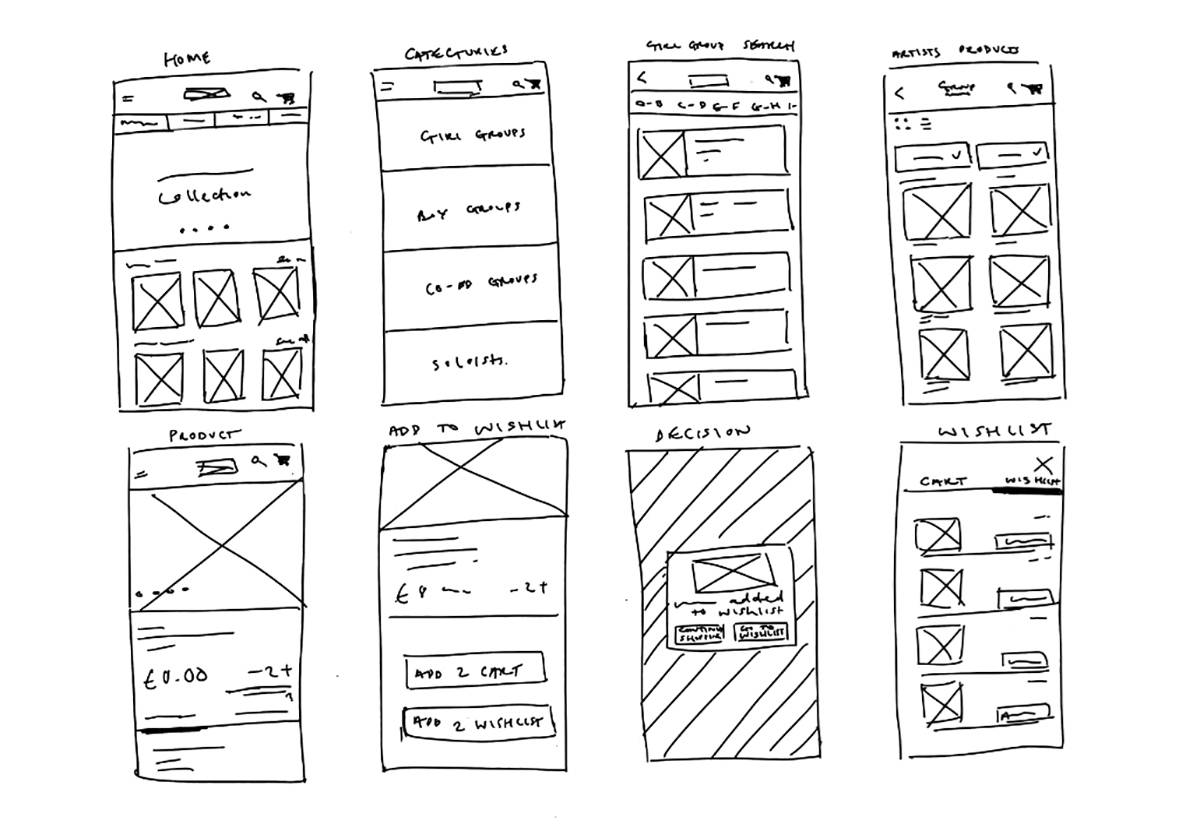 HOME
Collection
CATEGORIES
GIRL GROUPS
BOY GROUPS
CO-ED GROUPS
SOLOISTS.
GIRL GROUP SEARCH
A-B C-D E-F G-H I-
ARTISTS PRODUCTS
GROUP
PRODUCT
£0.00 -2+
ADD TO WISHLIST
-2+
ADD 2 CART
ADD 2 WISHLIST
DECISION
added
to wishlist
CONTINUE
SHOPPING
GO TO
WISHLIST
WISHLIST
CART WISHLIST